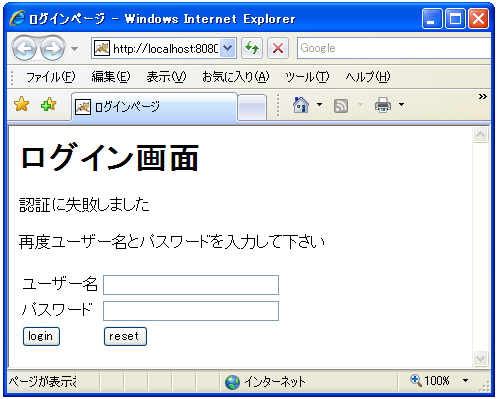 ログインページ - Windows Internet Explorer
http://localhost:8080
Google
ファイル(F) 編集(E) 表示(V) お気に入り(A) ツール(T) ヘルプ(H)
ログインページ
ログイン画面
認証に失敗しました
再度ユーザー名とパスワードを入力して下さい
ユーザー名
パスワード
login reset
ページが表示さ インターネット 100%